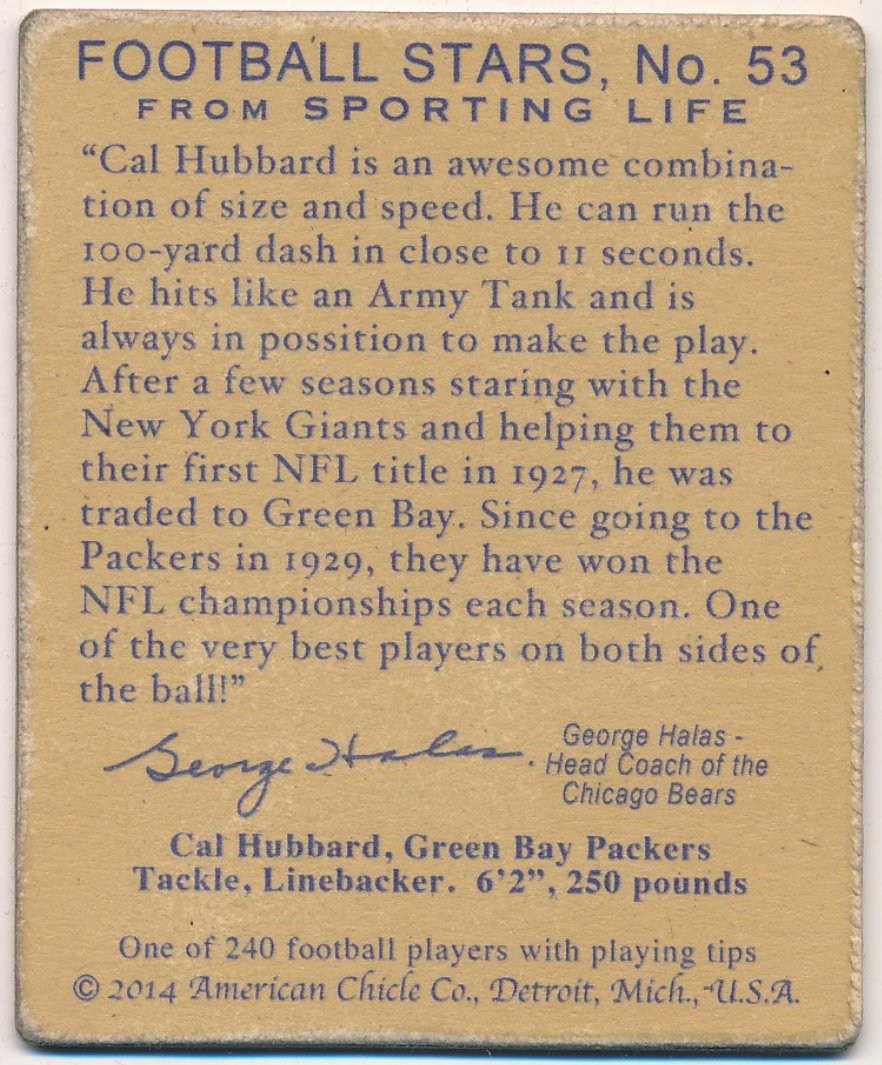 FOOTBALL STARS, No. 53
FROM SPORTING LIFE
“Cal Hubbard is an awesome combina-
tion of size and speed. He can run the
100-yard dash in close to 11 seconds.
He hits like an Army Tank and is
always in possition to make the play.
After a few seasons staring with the
New York Giants and helping them to
their first NFL title in 1927, he was
traded to Green Bay. Since going to the
Packers in 1929, they have won the
NFL championships each season. One
of the very best players on both sides of
the ball!”
George Halas
George Halas -
Head Coach of the
Chicago Bears
Cal Hubbard, Green Bay Packers
Tackle, Linebacker. 6’2”, 250 pounds
One of 240 football players with playing tips
© 2014 American Chicle Co., Detroit, Mich., U.S.A.